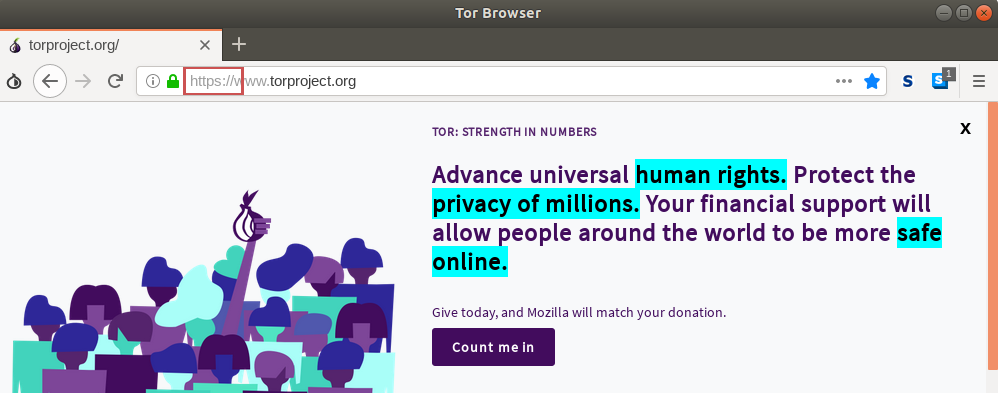 Tor Browser
torproject.org/
https://www.torproject.org
S
S
1
TOR: STRENGTH IN NUMBERS
X
Advance universal human rights. Protect the
privacy of millions. Your financial support will
allow people around the world to be more safe
online.
Give today, and Mozilla will match your donation.
Count me in